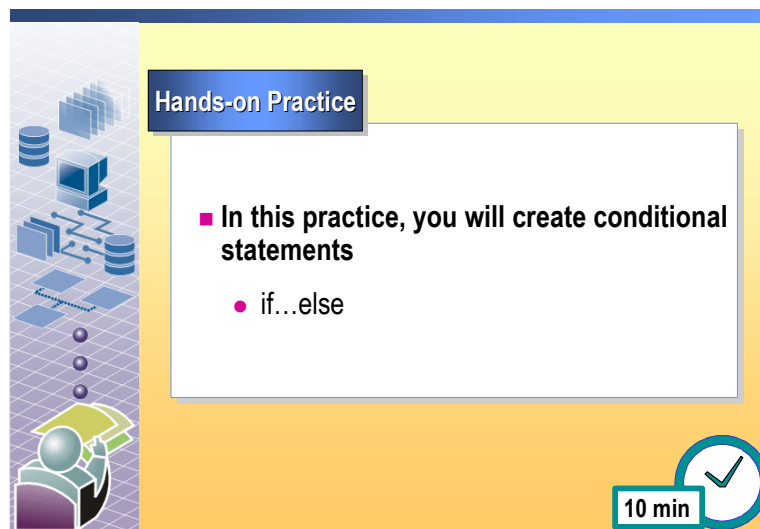 Hands-on Practice
In this practice, you will create conditional
statements
if…else
10 min